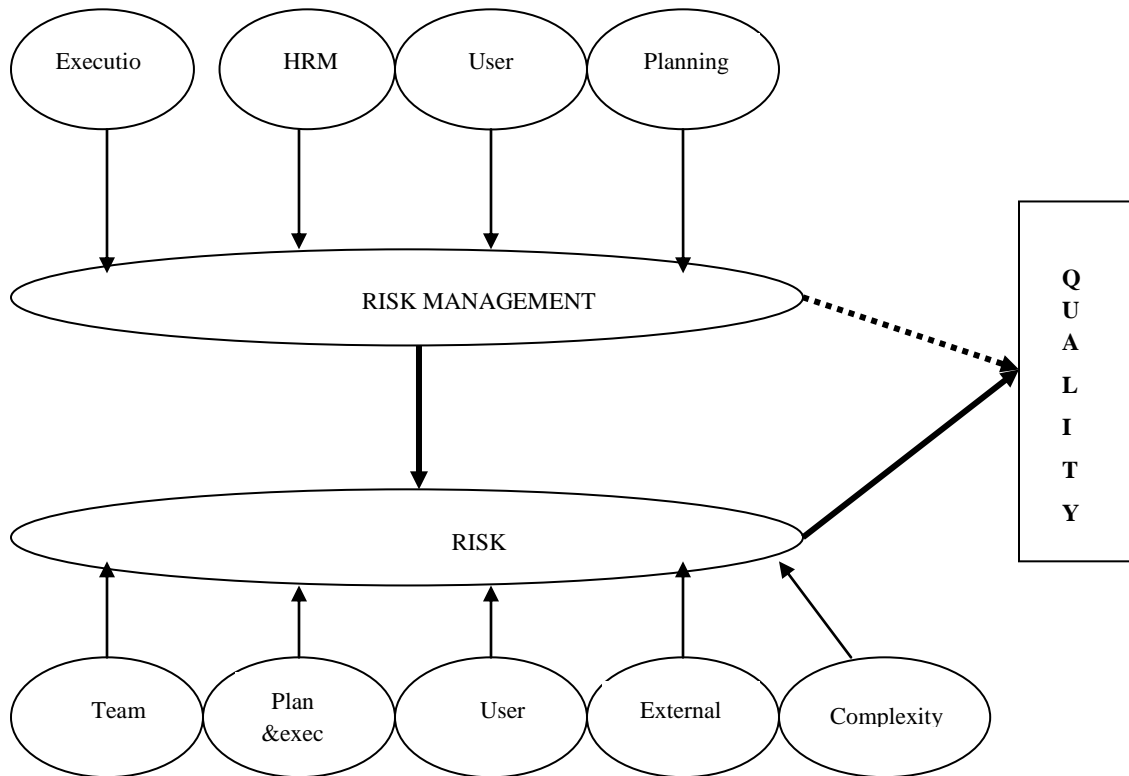 Executio
HRM
User
Planning
RISK MANAGEMENT
Q
U
A
L
I
T
Y
RISK
Team
Plan
&exec
User
External
Complexity